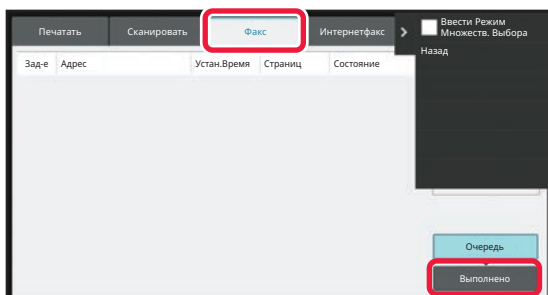 Печатать Сканировать Факс Интернетфакс
Ввести Режим
Множеств. Выбора
Назад
Зад-е Адрес Устан.Время Страниц Состояние
Очередь
Выполнено